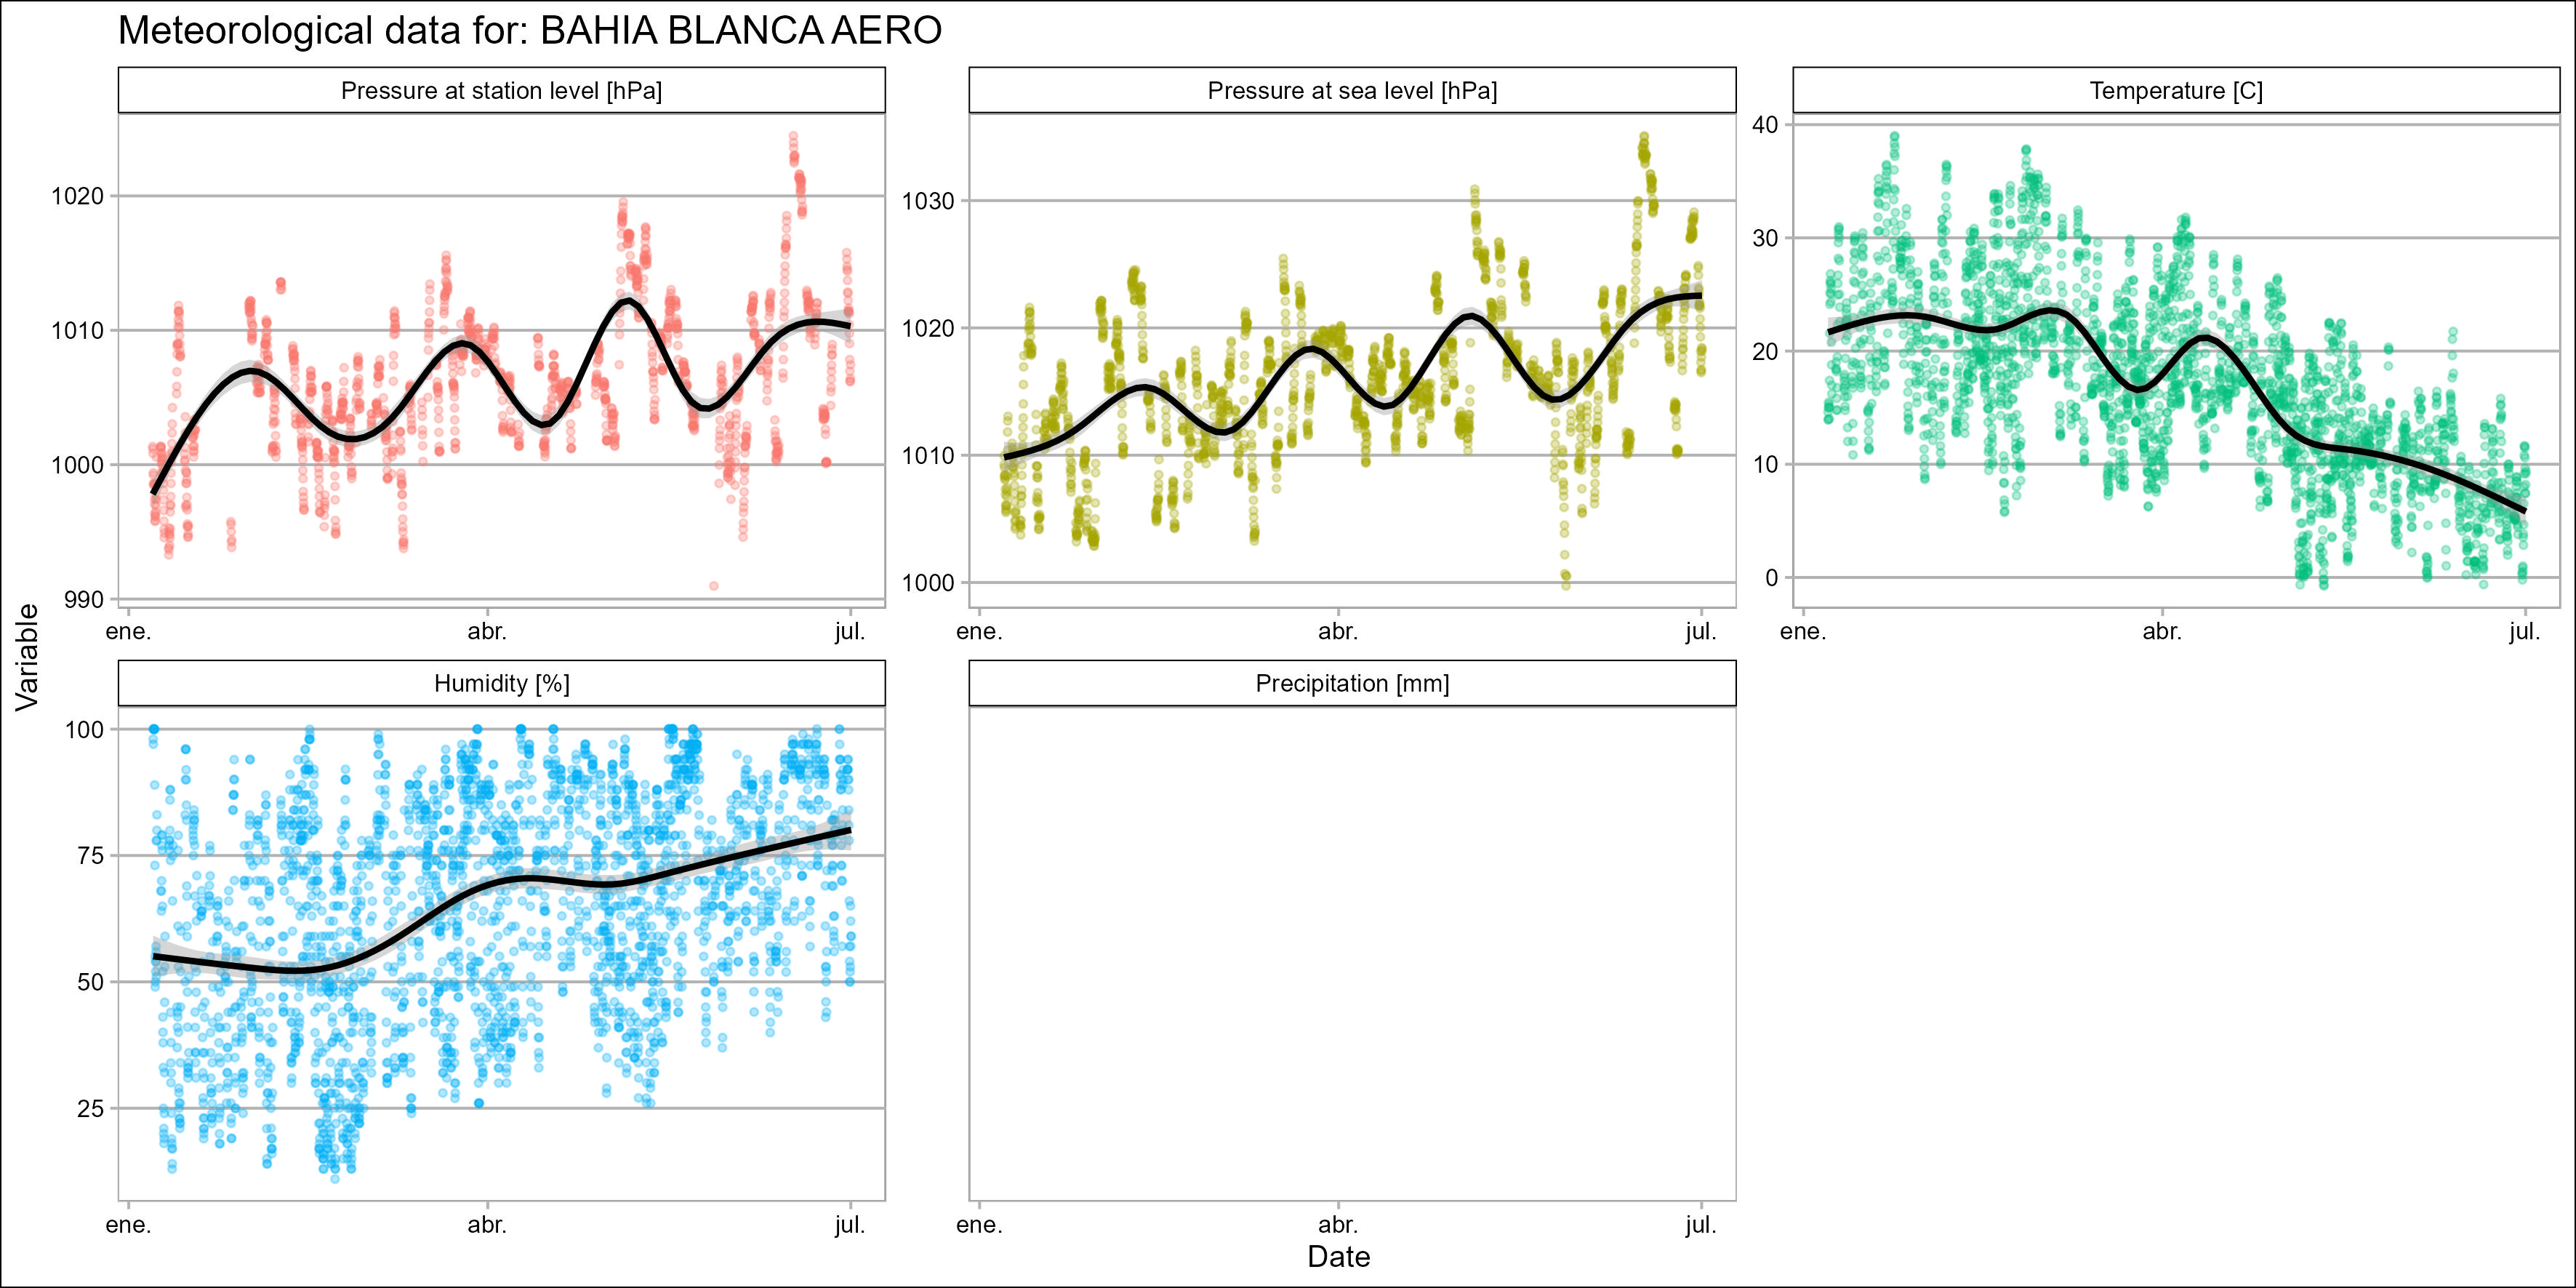 Meteorological data for: BAHIA BLANCA AERO
Pressure at station level [hPa]
Pressure at sea level [hPa]
Temperature [C]
1020
1010
1000
990
ene.
abr.
jul.
1030
1020
1010
1000
ene.
abr.
jul.
40
30
20
10
0
ene.
abr.
jul.
Variable
Humidity [%]
Precipitation [mm]
100
75
50
25
ene.
abr.
jul.
ene.
abr.
jul.
Date